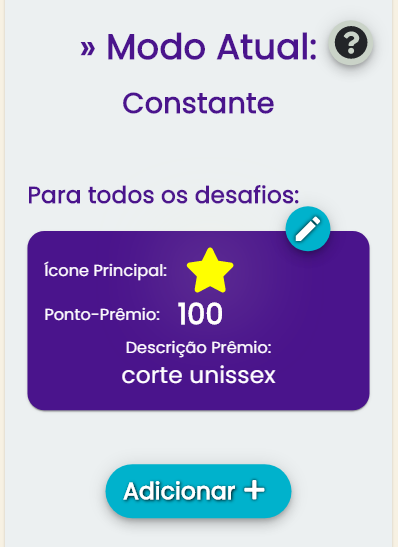 » Modo Atual: ?
Constante
Para todos os desafios:
Ícone Principal:
Ponto-Prêmio: 100
Descrição Prêmio:
corte unissex
Adicionar +